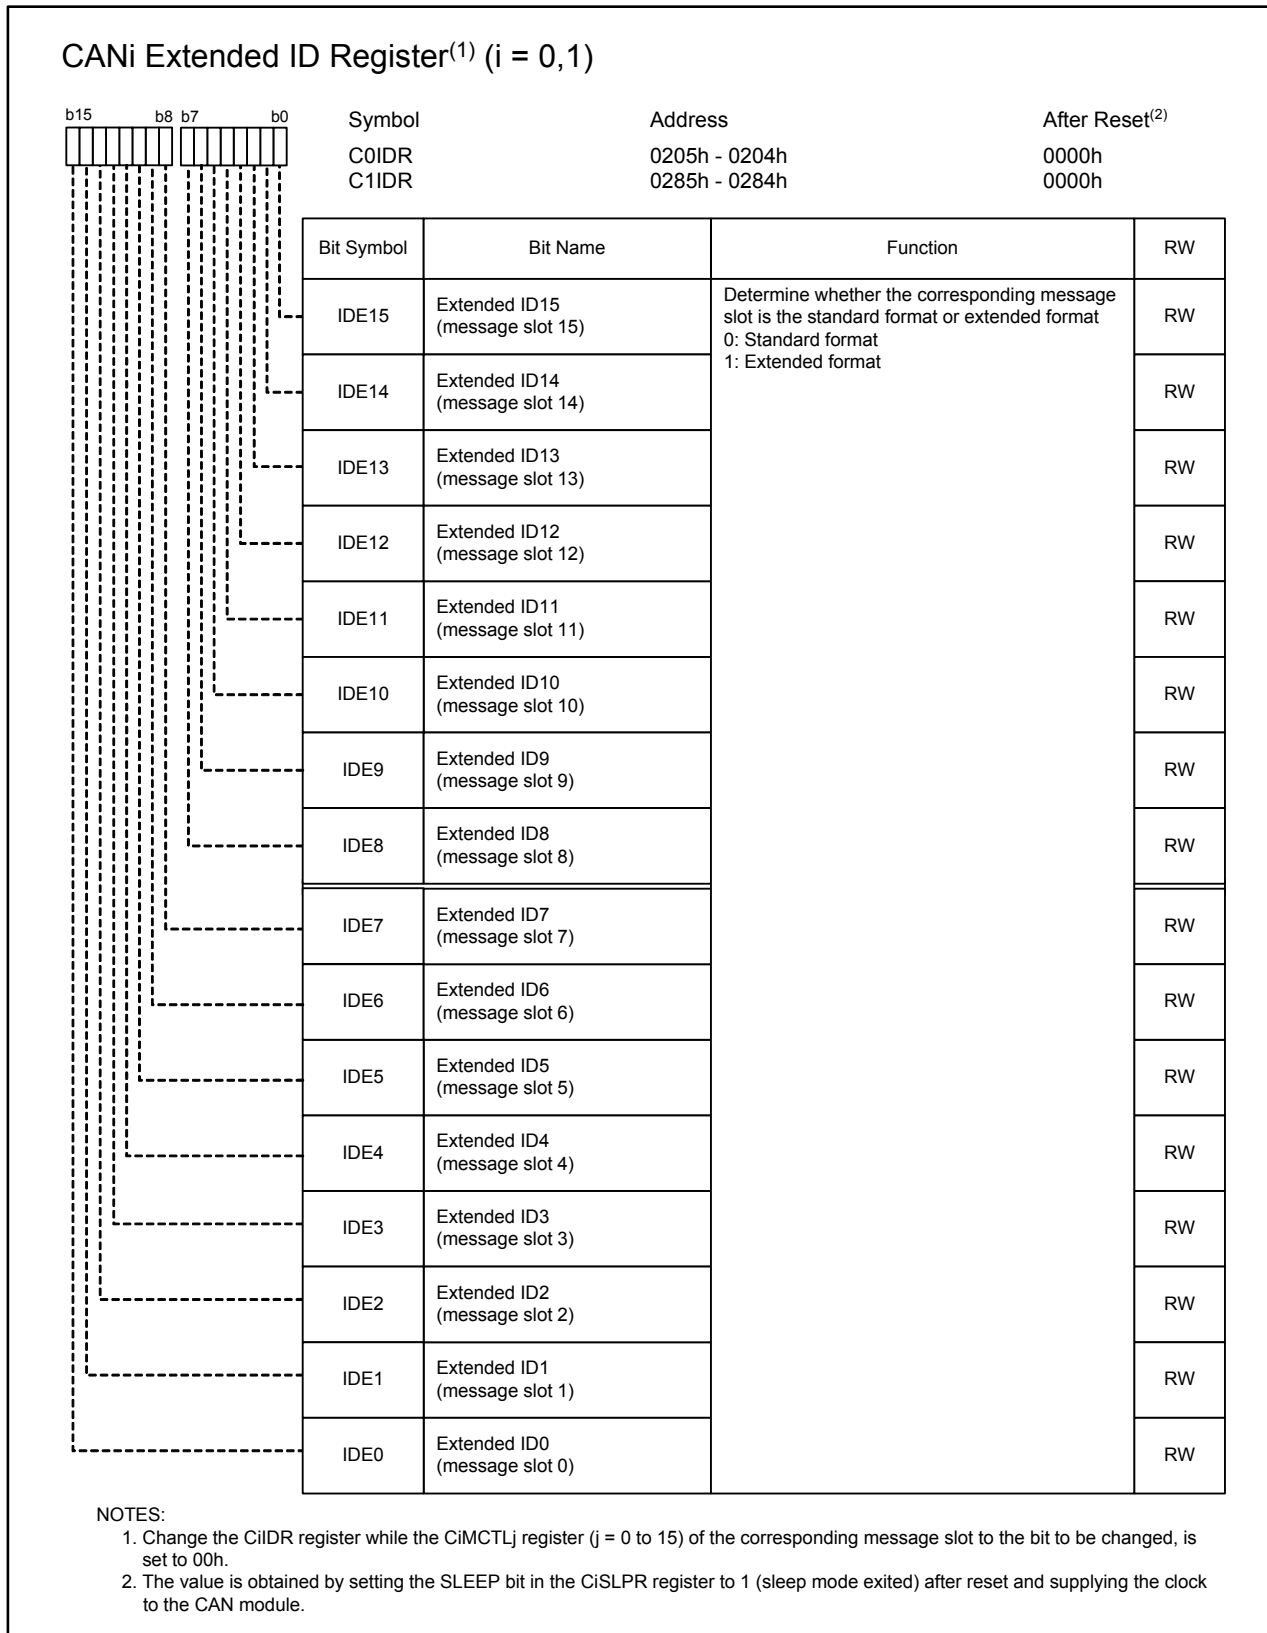 CANi Extended ID Register(1) (i = 0,1)
b15 b8 b7 b0
Symbol Address After Reset(2)
C0IDR 0205h - 0204h 0000h
C1IDR 0285h - 0284h 0000h
Bit Symbol Bit Name Function RW
IDE15 Extended ID15 (message slot 15) RW
Determine whether the corresponding message
slot is the standard format or extended format
0: Standard format
1: Extended format
IDE14 Extended ID14 (message slot 14) RW
IDE13 Extended ID13 (message slot 13) RW
IDE12 Extended ID12 (message slot 12) RW
IDE11 Extended ID11 (message slot 11) RW
IDE10 Extended ID10 (message slot 10) RW
IDE9 Extended ID9 (message slot 9) RW
IDE8 Extended ID8 (message slot 8) RW
IDE7 Extended ID7 (message slot 7) RW
IDE6 Extended ID6 (message slot 6) RW
IDE5 Extended ID5 (message slot 5) RW
IDE4 Extended ID4 (message slot 4) RW
IDE3 Extended ID3 (message slot 3) RW
IDE2 Extended ID2 (message slot 2) RW
IDE1 Extended ID1 (message slot 1) RW
IDE0 Extended ID0 (message slot 0) RW
NOTES:
1. Change the CiIDR register while the CiMCTLj register (j = 0 to 15) of the corresponding message slot to the bit to be changed, is
set to 00h.
2. The value is obtained by setting the SLEEP bit in the CiSLPR register to 1 (sleep mode exited) after reset and supplying the clock
to the CAN module.